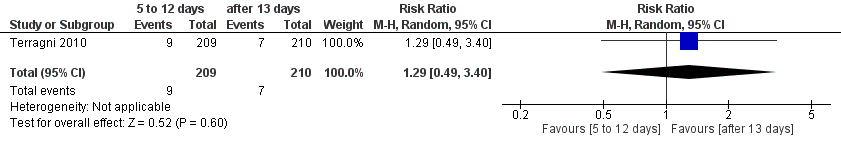 5 to 12 days after 13 days Risk Ratio Risk Ratio
Study or Subgroup Events Total Events Total Weight M-H, Random, 95% CI M-H, Random, 95% CI
Terragni 2010 9 209 7 210 100.0% 1.29 [0.49, 3.40]
Total (95% CI) 209 210 100.0% 1.29 [0.49, 3.40]
Total events 9 7
Heterogeneity: Not applicable
Test for overall effect: Z = 0.52 (P = 0.60)
0.2 0.5 1 2 5
Favours [5 to 12 days] Favours [after 13 days]